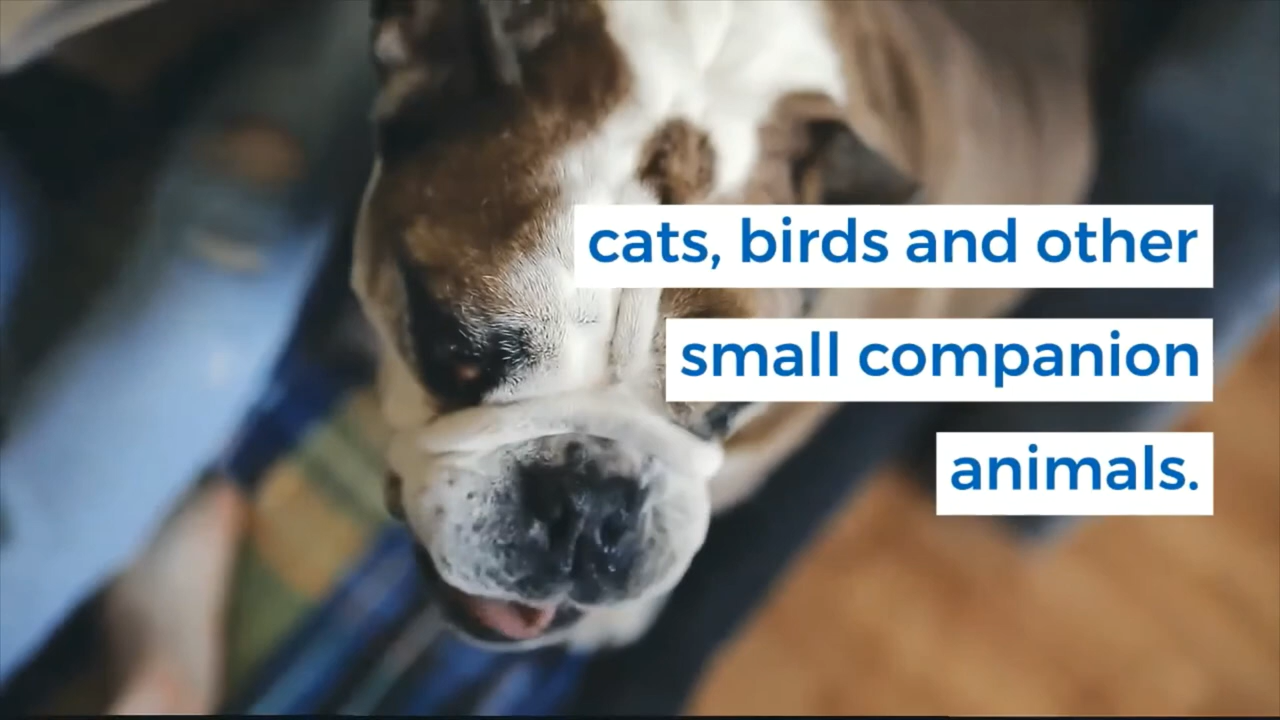 cats, birds and other
small companion
animals.